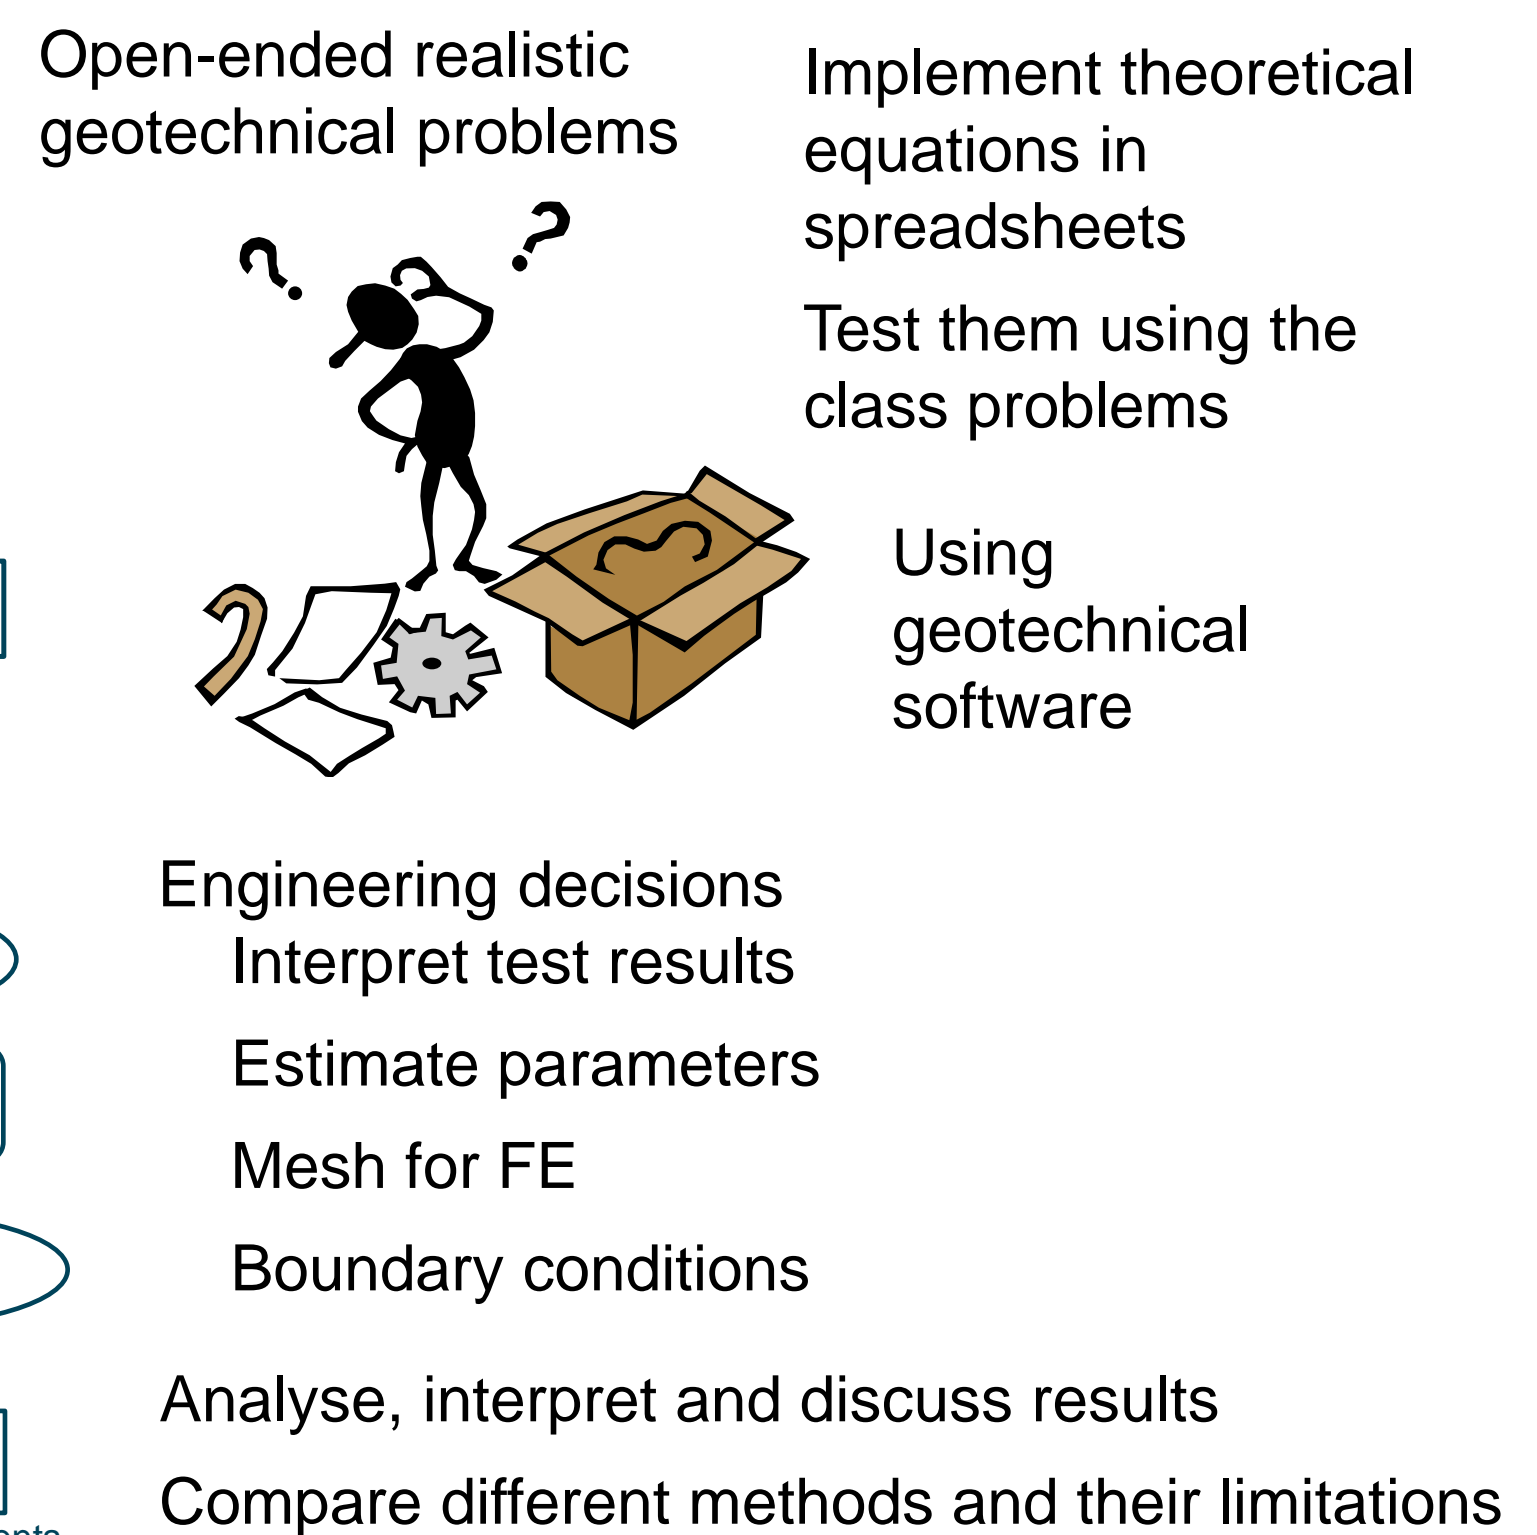 Open-ended realistic
geotechnical problems
Implement theoretical
equations in
spreadsheets
Test them using the
class problems
? ?
Using
geotechnical
software
Engineering decisions
Interpret test results
Estimate parameters
Mesh for FE
Boundary conditions
Analyse, interpret and discuss results
Compare different methods and their limitations